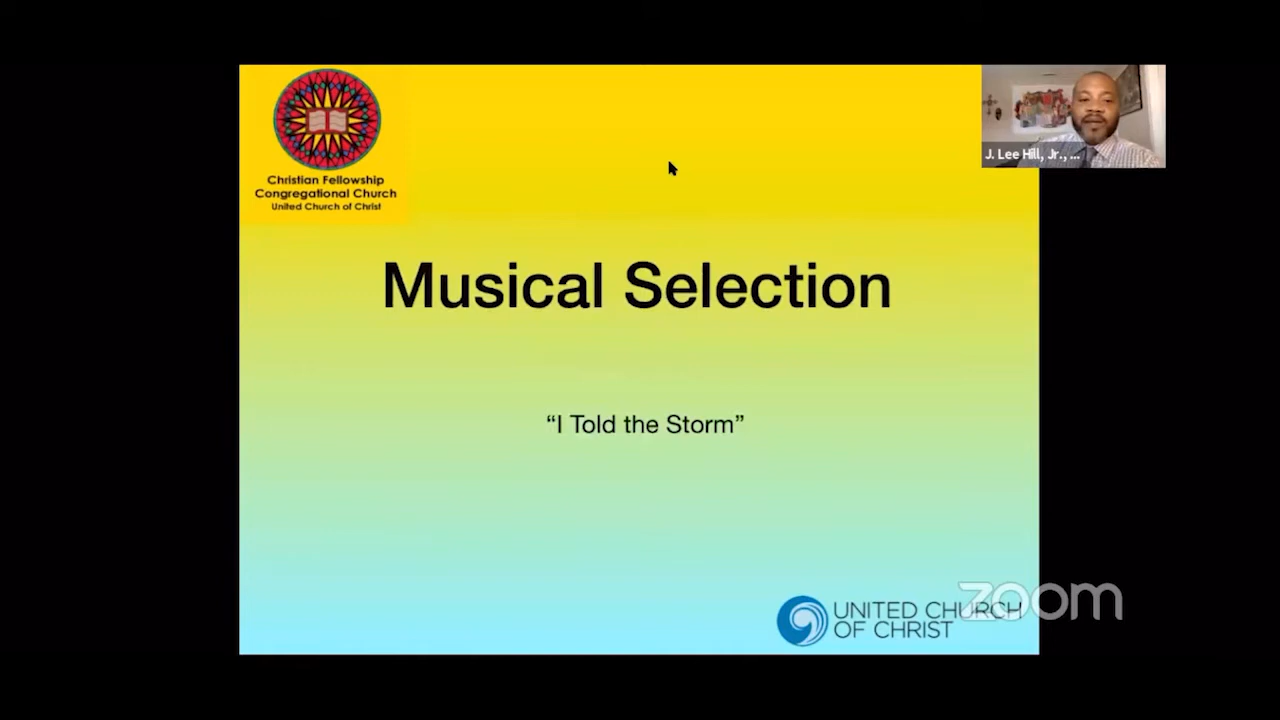 Christian Fellowship
Congregational Church
United Church of Christ
J. Lee Hill, Jr., ...
Musical Selection
“I Told the Storm”
UNITED CHURCH
OF CHRIST
zoom